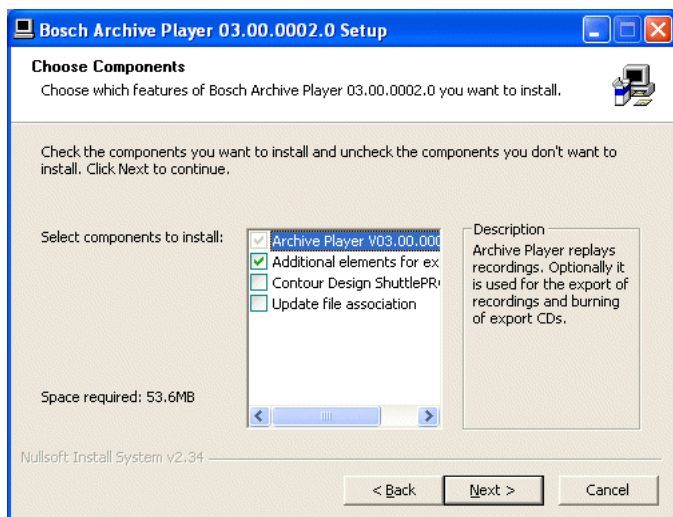 Bosch Archive Player 03.00.0002.0 Setup
Choose Components
Choose which features of Bosch Archive Player 03.00.0002.0 you want to install.
Check the components you want to install and uncheck the components you don't want to
install. Click Next to continue.
Select components to install:
Archive Player V03.00.000
Additional elements for ex
Contour Design ShuttlePR
Update file association
Description
Archive Player replays
recordings. Optionally it
is used for the export of
recordings and burning
of export CDs.
Space required: 53.6MB
Nullsoft Install System v2.34
< Back
Next >
Cancel